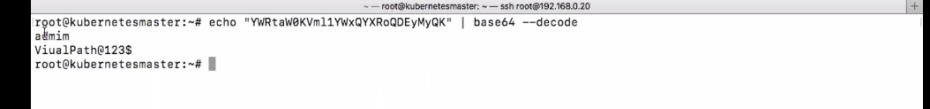 ~ — root@kubernetesmaster: ~ — ssh root@192.168.0.20
root@kubernetesmaster:~# echo "YWRtaW0KVml1YWxQYXRoQDEyMyQK" | base64 --decode
admim
ViualPath@123$
root@kubernetesmaster:~#